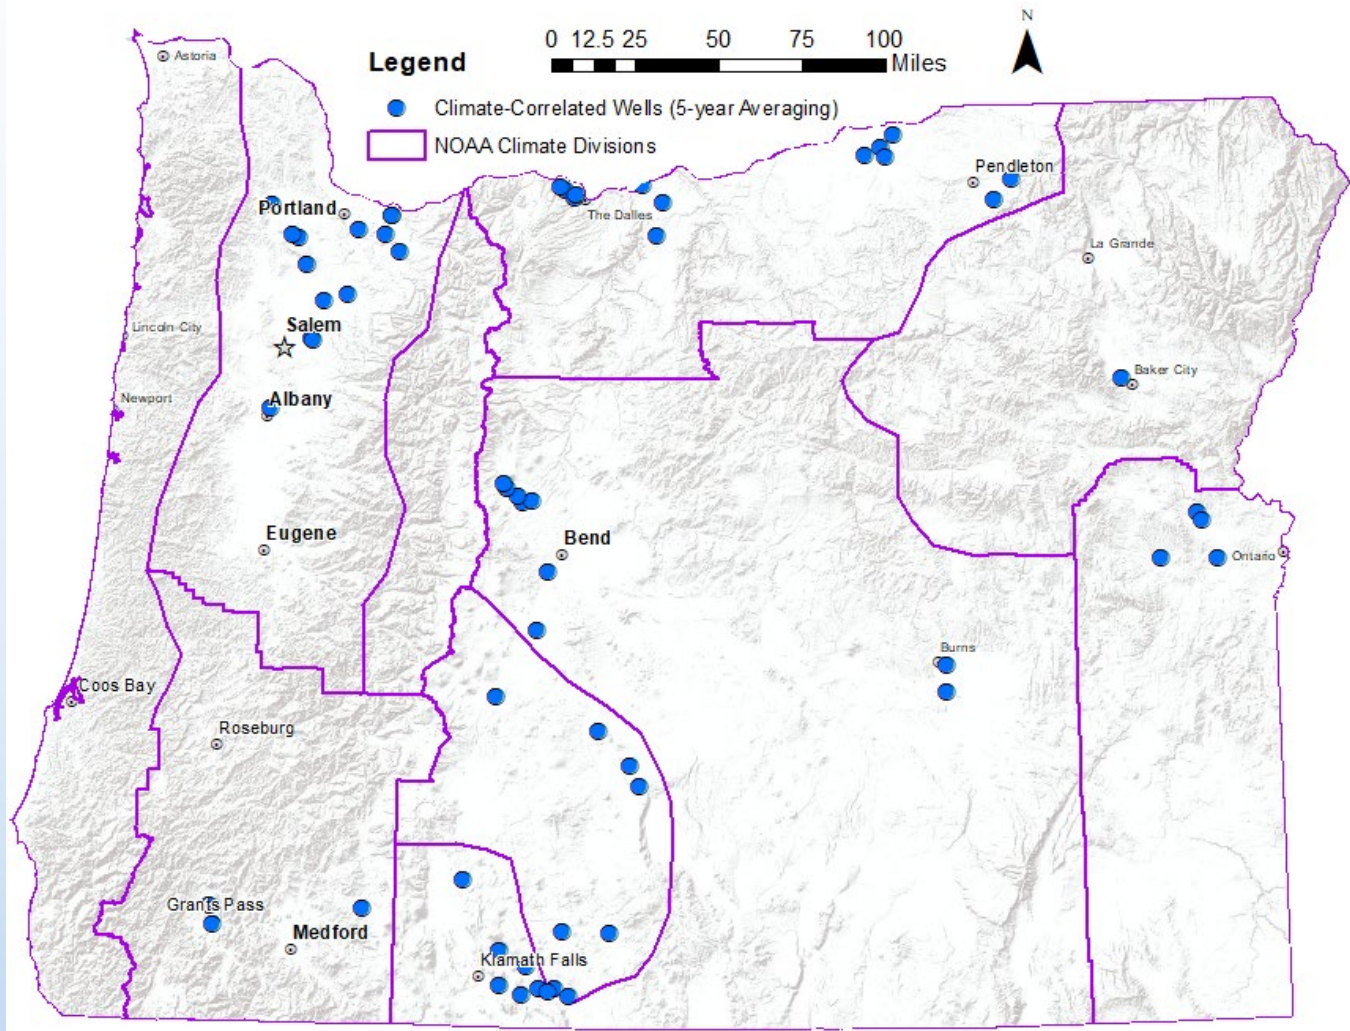 N
0 12.5 25 50 75 100
Miles
Legend
Climate-Correlated Wells (5-year Averaging)
NOAA Climate Divisions
Astoria
Pendleton
Portland
The Dalles
La Grande
Lincoln City
Salem
Baker City
Newport
Albany
Eugene
Bend
Ontario
Burns
Coos Bay
Roseburg
Grants Pass
Medford
Klamath Falls